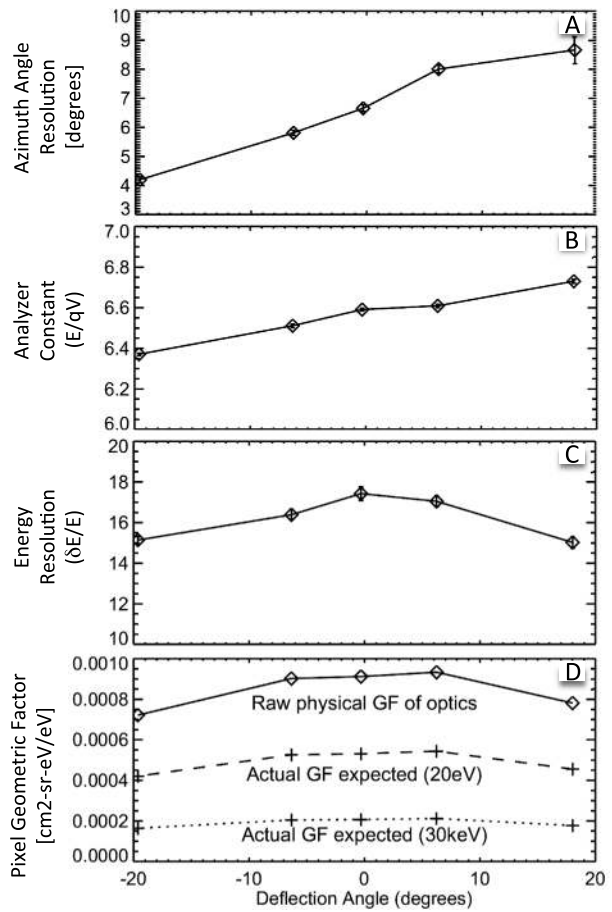 A
Azimuth Angle
Resolution
[degrees]
10
9
8
7
6
5
4
3
B
Analyzer
Constant
(E/qV)
7.0
6.8
6.6
6.4
6.2
6.0
C
Energy
Resolution
(δE/E)
20
18
16
14
12
10
D
Pixel Geometric Factor
[cm2-sr-eV/eV]
0.0010
0.0008
0.0006
0.0004
0.0002
0.0000
Raw physical GF of optics
Actual GF expected (20eV)
Actual GF expected (30keV)
-20 -10 0 10 20
Deflection Angle (degrees)